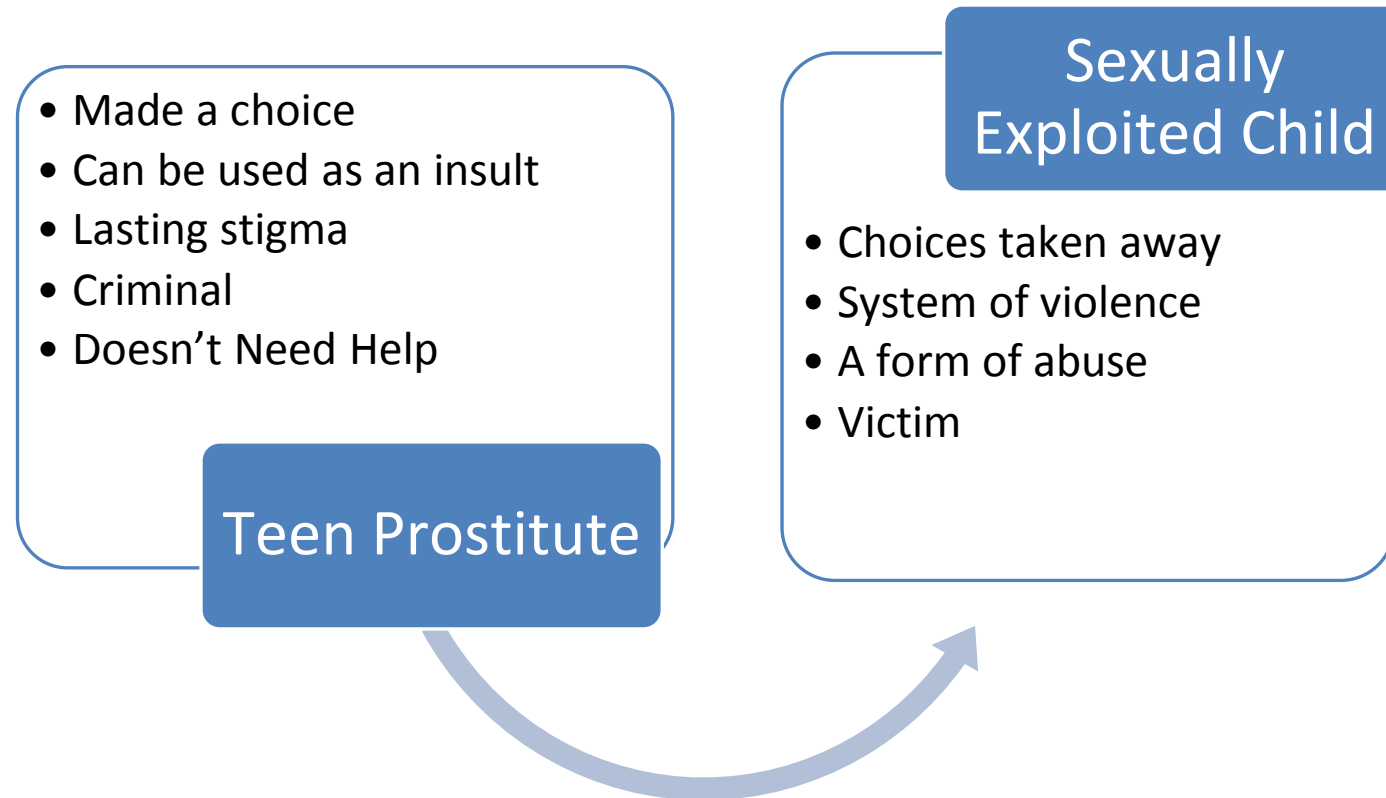 • Made a choice
• Can be used as an insult
• Lasting stigma
• Criminal
• Doesn’t Need Help
Teen Prostitute
Sexually
Exploited Child
• Choices taken away
• System of violence
• A form of abuse
• Victim